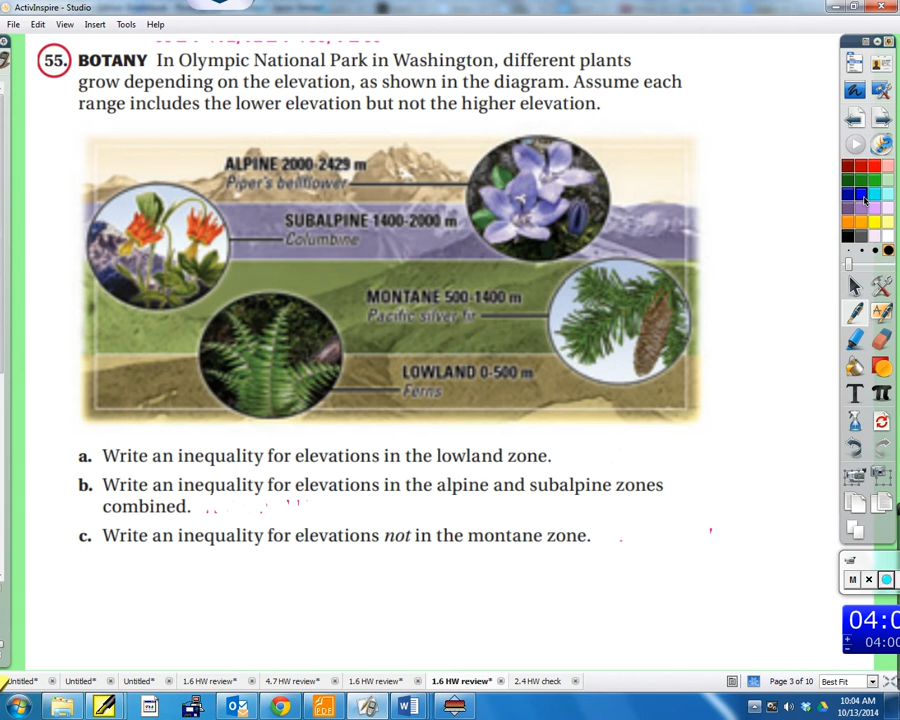 ActivInspire - Studio
File Edit View Insert Tools Help
55. BOTANY In Olympic National Park in Washington, different plants
grow depending on the elevation, as shown in the diagram. Assume each
range includes the lower elevation but not the higher elevation.
ALPINE 2000-2429 m
Piper's bellflower
SUBALPINE 1400-2000 m
Columbine
MONTANE 500-1400 m
Pacific silver fir
LOWLAND 0-500 m
Ferns
a. Write an inequality for elevations in the lowland zone.
b. Write an inequality for elevations in the alpine and subalpine zones
combined.
c. Write an inequality for elevations not in the montane zone.
M
04:0
04:00
Untitled* Untitled* Untitled* 1.6 HW review* 4.7 HW review* 1.6 HW review* 1.6 HW review* 2.4 HW check Page 3 of 10 Best Fit
10:04 AM
10/13/2014